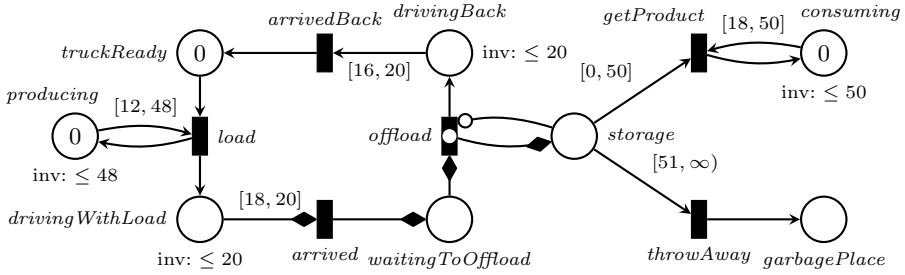 arrivedBack
drivingBack
getProduct
consuming
truckReady
0
[16, 20]
inv: ≤ 20
[18, 50]
0
inv: ≤ 50
[0, 50]
producing
[12, 48]
0
load
offload
storage
inv: ≤ 48
[51, ∞)
drivingWithLoad
[18, 20]
inv: ≤ 20
arrived
waitingToOffload
throwAway
garbagePlace